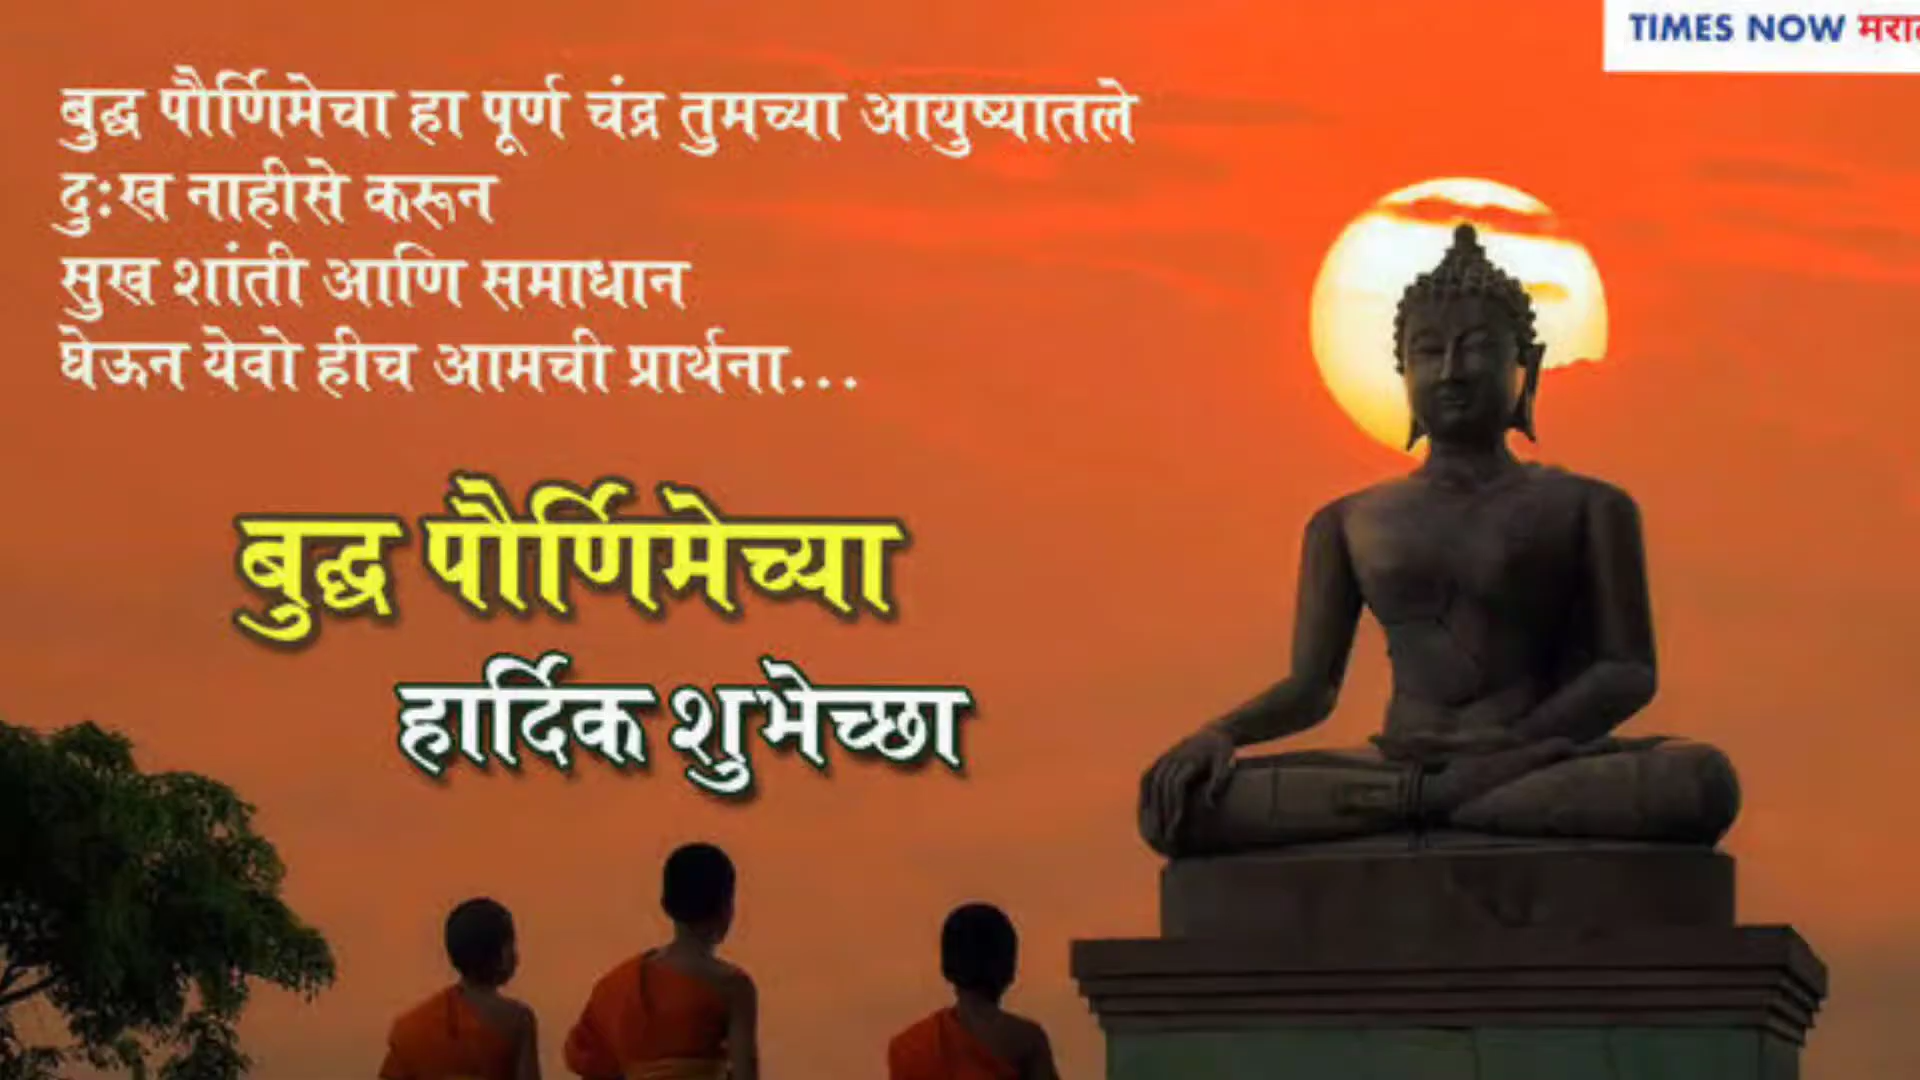 TIMES NOW
बुद्ध पौर्णिमेचा हा पूर्ण चंद्र तुमच्या आयुष्यातले
दुःख नाहीसे करून
सुख शांती आणि समाधान
घेऊन येवो हीच आमची प्रार्थना...
बुद्ध पौर्णिमेच्या
हार्दिक शुभेच्छा